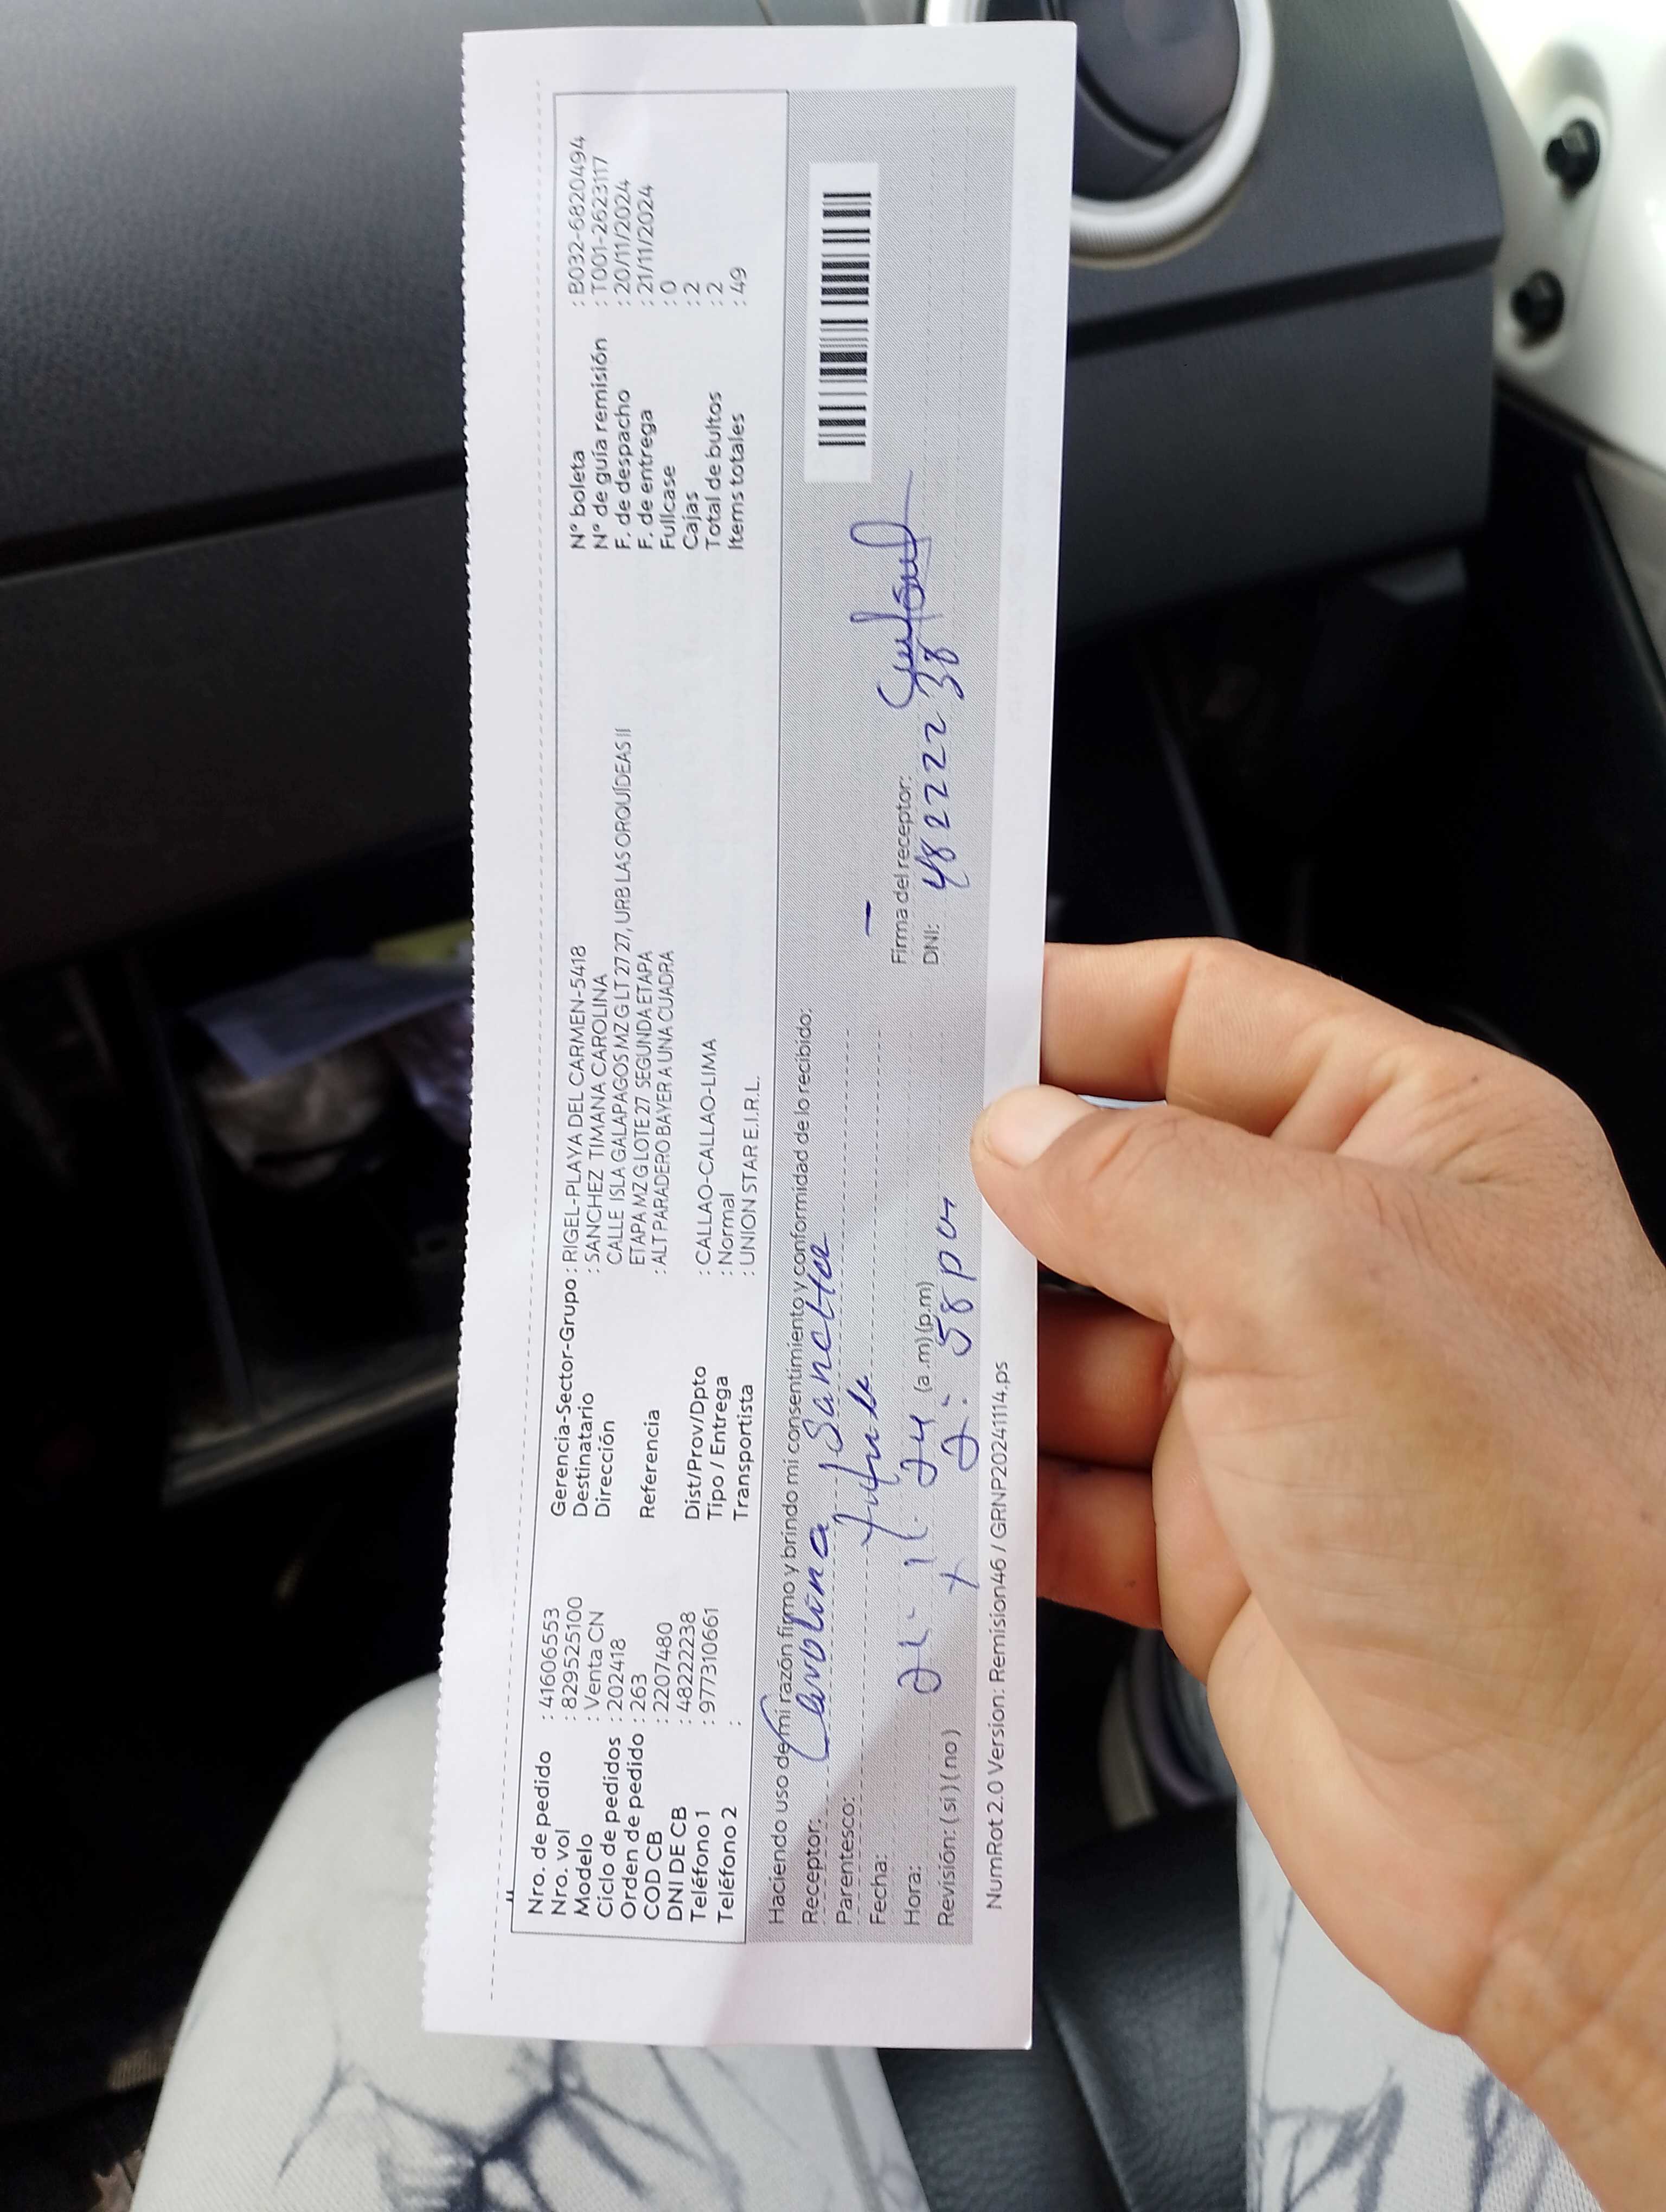 Nro. de pedido : 41606553
Nro. vol : 829525100
Modelo : Venta CN
Ciclo de pedidos : 202418
Orden de pedido : 263
COD CB : 2207480
DNI DE CB : 48222238
Teléfono 1 : 977310661
Teléfono 2 :
Gerencia-Sector-Grupo : RIGEL-PLAYA DEL CARMEN-5418
Destinatario : SANCHEZ TIMANA CAROLINA
Dirección CALLE ISLA GALAPAGOS MZ G LT 27 27, URB LAS ORQUÍDEAS II
ETAPA MZ G LOTE 27 SEGUNDA ETAPA
Referencia : ALT PARADERO BAYER A UNA CUADRA
Dist/Prov/Dpto : CALLAO-CALLAO-LIMA
Tipo / Entrega : Normal
Transportista : UNION STAR E.I.R.L.
N° boleta : B032-6820494
N° de guía remisión : T001-2623117
F. de despacho : 20/11/2024
F. de entrega : 21/11/2024
Fullcase : 0
Cajas : 2
Total de bultos : 2
Items totales : 49
Haciendo uso de mi razón firmo y brindo mi consentimiento y conformidad de lo recibido:
Receptor: Carolina Sanchez
Parentesco:
Fecha: 24
Hora: (a.m) (p.m) 2:58 pm
Revisión: (si) (no)
Firma del receptor:
DNI: 48222238
NumRot 2.0 Version: Remision46 / GRNP20241114.ps